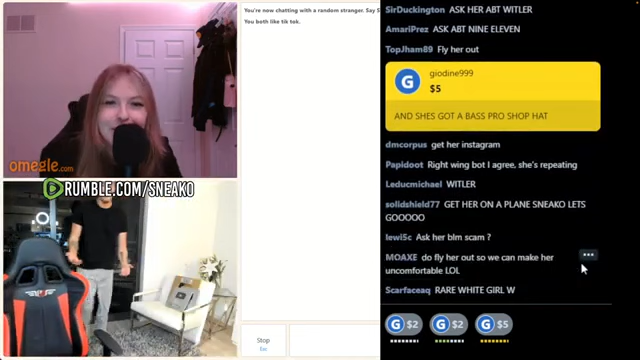 You're now chatting with a random stranger. Say S
You both like tik tok.
omegle.com
RUMBLE.COM/SNEAKO
Stop
Esc
SirDuckington ASK HER ABT WITLER
AmariPrez ASK ABT NINE ELEVEN
TopJham89 Fly her out
G
giodine999
$5
AND SHES GOT A BASS PRO SHOP HAT
dmcorpus get her instagram
Papidoot Right wing bot I agree, she's repeating
Leducmichael WITLER
solidshield77 GET HER ON A PLANE SNEAKO LETS
GOOOOO
lewi5c Ask her blm scam ?
MOAXE do fly her out so we can make her
uncomfortable LOL
Scarfaceaq RARE WHITE GIRL W
G $2 G $2 G $5